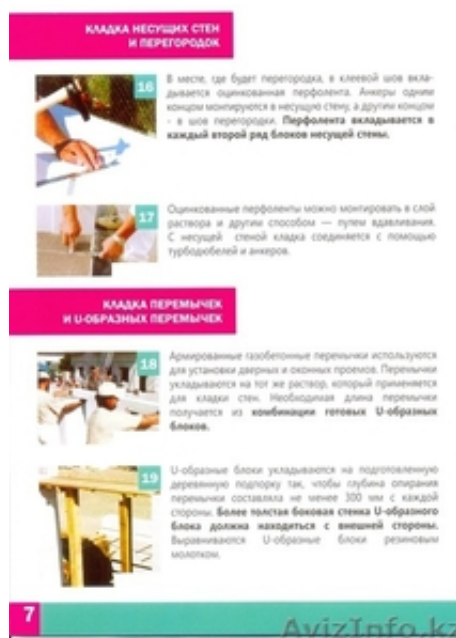 КЛАДКА НЕСУЩИХ СТЕН
И ПЕРЕГОРОДОК
16
В месте, где будет перегородка, в клеевой шов вкла-
дывается оцинкованная перфолента. Анкеры одним
концом монтируются в несущую стену, а другим концом
- в шов перегородки. Перфолента вкладывается в
каждый второй ряд блоков несущей стены.
17
Оцинкованные перфоленты можно монтировать в слой
раствора и другим способом — путем вдавливания.
С несущей стеной кладка соединяется с помощью
турбодюбелей и анкеров.
КЛАДКА ПЕРЕМЫЧЕК
И U-ОБРАЗНЫХ ПЕРЕМЫЧЕК
18
Армированные газобетонные перемычки используются
для установки дверных и оконных проемов. Перемычки
укладываются на тот же раствор, который применяется
для кладки стен. Необходимая длина перемычки
получается из комбинации готовых U-образных
блоков.
19
U-образные блоки укладываются на подготовленную
деревянную подпорку так, чтобы глубина опирания
перемычки составляла не менее 300 мм с каждой
стороны. Более толстая боковая стенка U-образного
блока должна находиться с внешней стороны.
Выравниваются U-образные блоки резиновым
молотком.
7
AvizInfo.kz